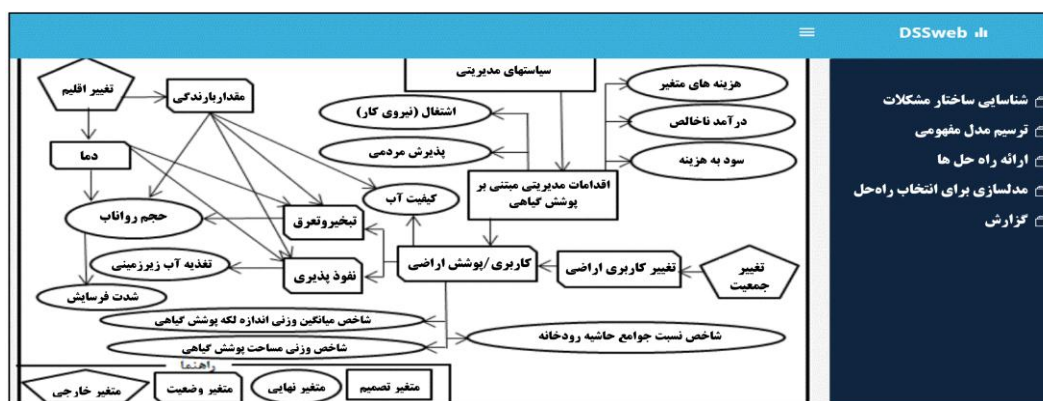 DSSweb
شناسایی ساختار مشکلات
ترسیم مدل مفهومی
ارائه راه حل ها
مدلسازی برای انتخاب راه‌حل
گزارش
سیاستهای مدیریتی
تغییر اقلیم
مقداربارندگی
هزینه های متغیر
اشتغال (نیروی کار)
درآمد ناخالص
دما
پذیرش مردمی
سود به هزینه
اقدامات مدیریتی مبتنی بر
پوشش گیاهی
کیفیت آب
حجم رواناب
تبخیروتعرق
تغذیه آب زیرزمینی
نفوذ پذیری
کاربری/پوشش اراضی
تغییر کاربری اراضی
تغییر
جمعیت
شدت فرسایش
شاخص میانگین وزنی اندازه لکه پوشش گیاهی
شاخص نسبت جوامع حاشیه رودخانه
شاخص وزنی مساحت پوشش گیاهی
راهنما
متغیر تصمیم
متغیر نهایی
متغیر وضعیت
متغیر خارجی